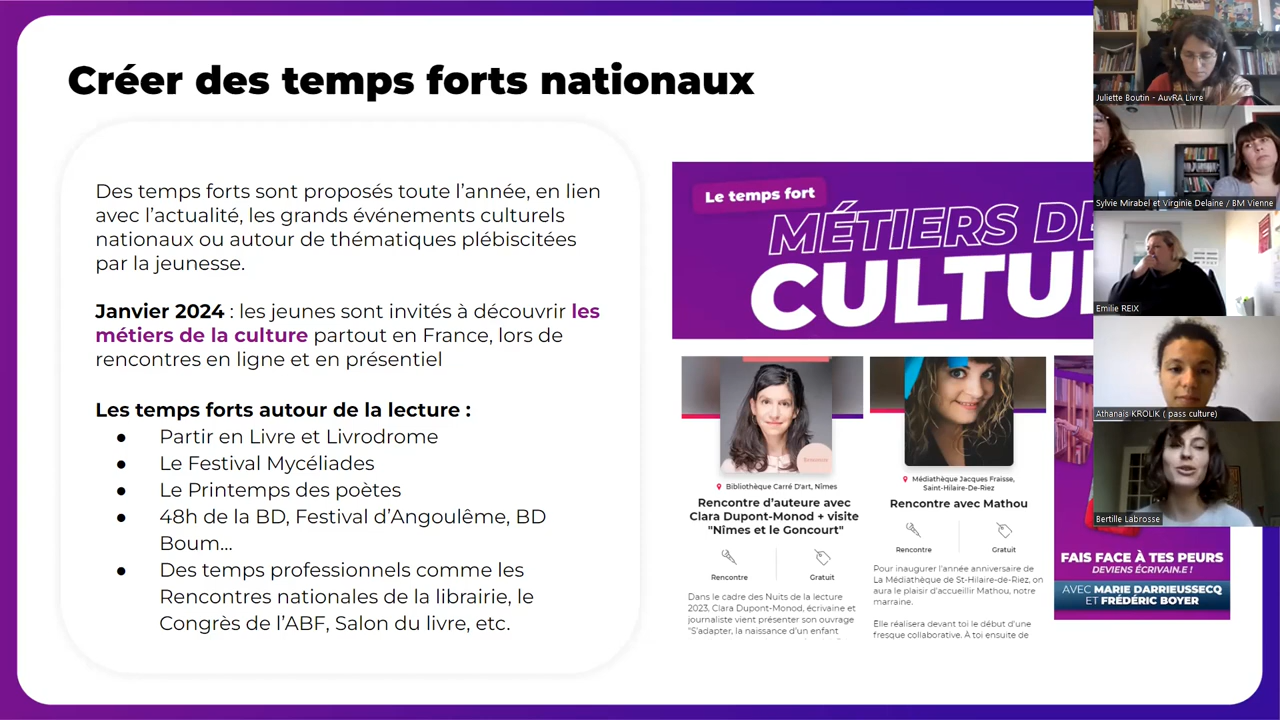 Créer des temps forts nationaux
Des temps forts sont proposés toute l'année, en lien
avec l'actualité, les grands événements culturels
nationaux ou autour de thématiques plébiscitées
par la jeunesse.
Janvier 2024 : les jeunes sont invités à découvrir les
métiers de la culture partout en France, lors de
rencontres en ligne et en présentiel
Les temps forts autour de la lecture :
● Partir en Livre et Livrodrome
● Le Festival Mycéliades
● Le Printemps des poètes
● 48h de la BD, Festival d'Angoulême, BD
Boum...
● Des temps professionnels comme les
Rencontres nationales de la librairie, le
Congrès de l'ABF, Salon du livre, etc.
Le temps fort
MÉTIERS DE
CULTU
Bibliothèque Carré D'art, Nîmes
Rencontre d'auteure avec
Clara Dupont-Monod + visite
"Nîmes et le Goncourt"
Rencontre
Gratuit
Dans le cadre des Nuits de la lecture
2023, Clara Dupont-Monod, écrivaine et
journaliste vient présenter son ouvrage
"S'adapter, la naissance d'un enfant
Médiathèque Jacques Fraisse,
Saint-Hilaire-De-Riez
Rencontre avec Mathou
Rencontre
Gratuit
Pour inaugurer l'année anniversaire de
La Médiathèque de St-Hilaire-de-Riez, on
aura le plaisir d'accueillir Mathou, notre
marraine.
Elle réalisera devant toi le début d'une
fresque collaborative. À toi ensuite de
FAIS FACE À TES PEURS
DEVIENS ÉCRIVAIN.E !
AVEC MARIE DARRIEUSSECQ
ET FRÉDÉRIC BOYER
Juliette Boutin - AuvRA Livre
Sylvie Mirabel et Virginie Delaine / BM Vienne
Emilie REIX
Athanaïs KROLIK ( pass culture)
Bertille Labrosse